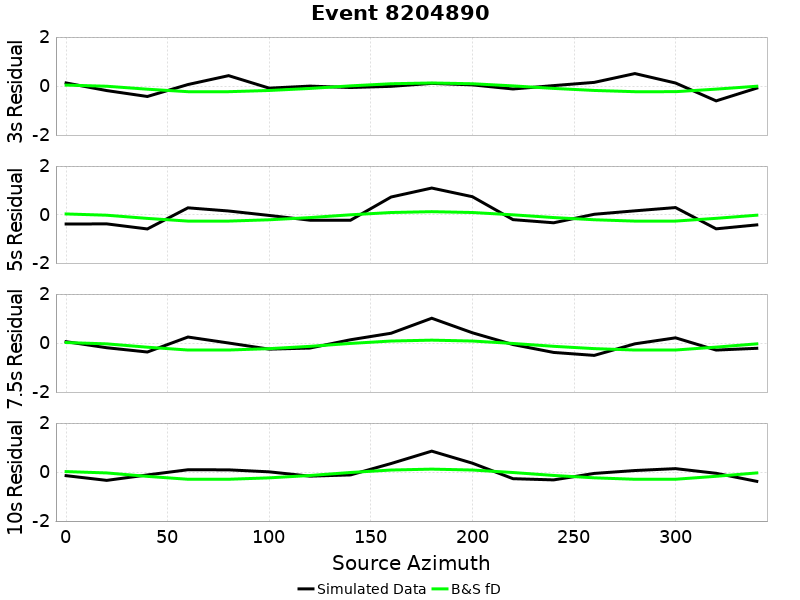 Event 8204890
3s Residual
2
0
-2
5s Residual
2
0
-2
7.5s Residual
2
0
-2
10s Residual
2
0
-2
0 50 100 150 200 250 300
Source Azimuth
Simulated Data B&S fD